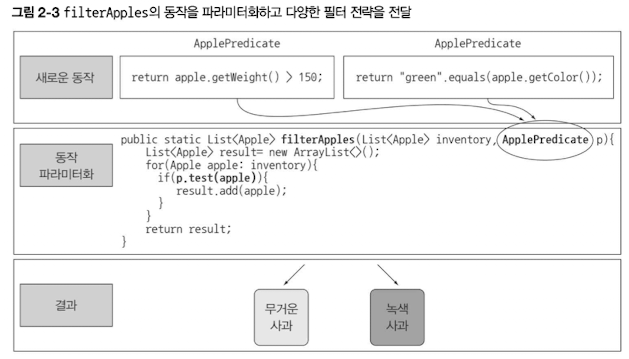 그림 2-3 filterApples의 동작을 파라미터화하고 다양한 필터 전략을 전달
ApplePredicate
ApplePredicate
새로운 동작
return apple.getWeight() > 150;
return "green".equals(apple.getColor());
동작
파라미터화
public static List<Apple> filterApples(List<Apple> inventory, ApplePredicate p){
List<Apple> result= new ArrayList<>();
for(Apple apple: inventory){
if(p.test(apple)){
result.add(apple);
}
}
return result;
}
결과
무거운
사과
녹색
사과